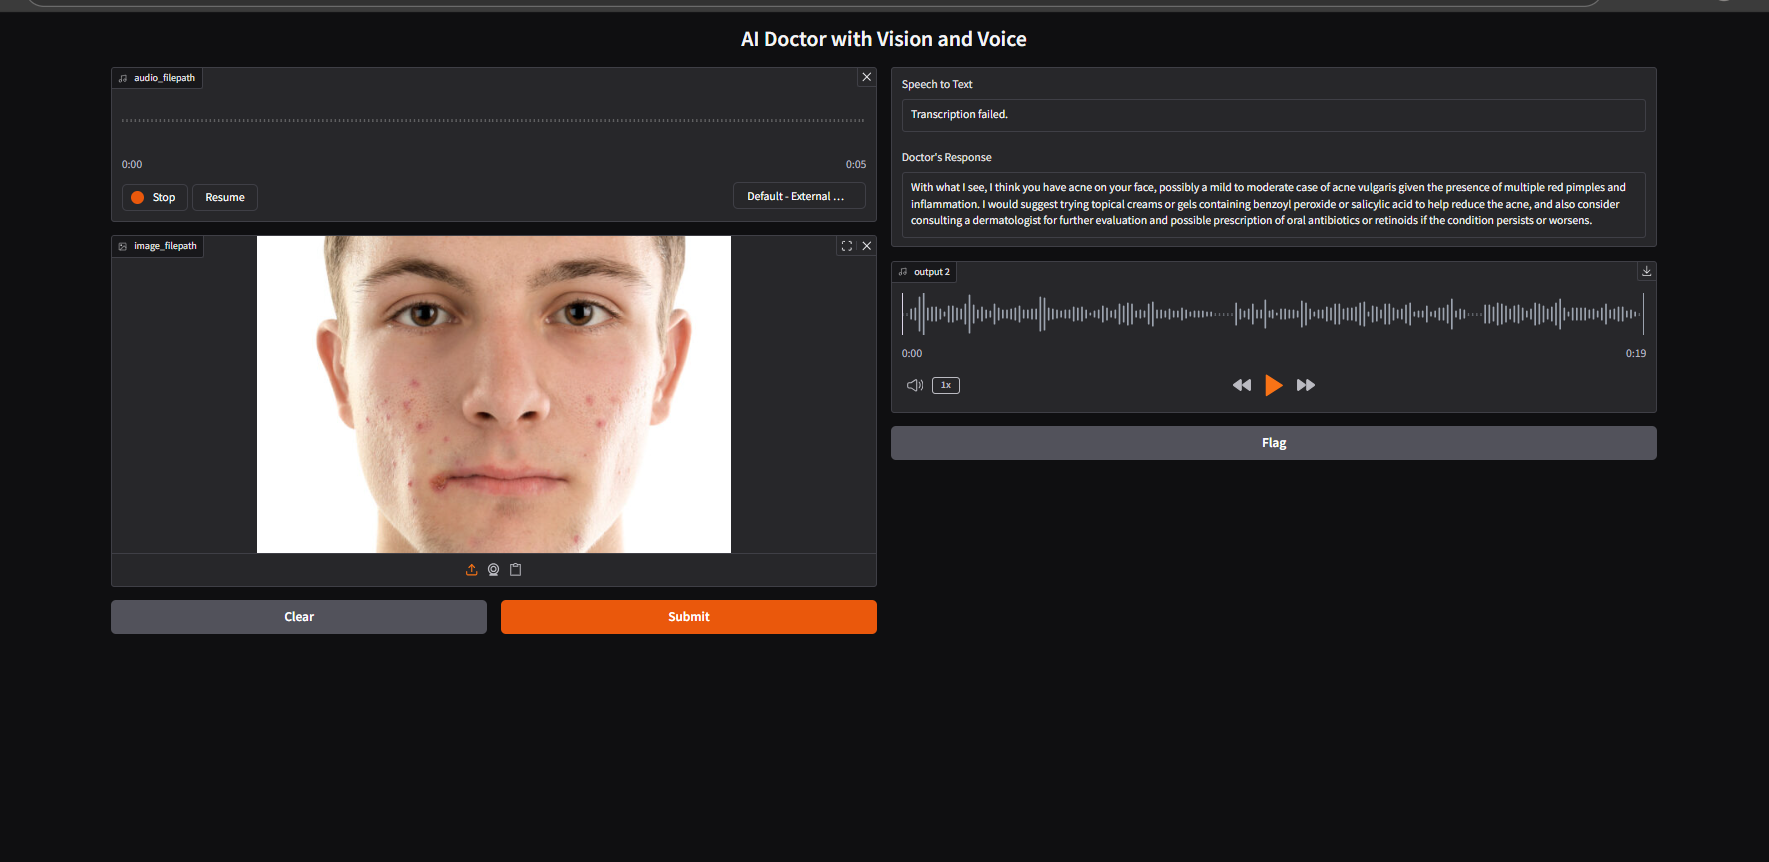 AI Doctor with Vision and Voice
audio_filepath
0:00
0:05
Stop
Resume
Default - External ...
image_filepath
Clear
Submit
Speech to Text
Transcription failed.
Doctor's Response
With what I see, I think you have acne on your face, possibly a mild to moderate case of acne vulgaris given the presence of multiple red pimples and
inflammation. I would suggest trying topical creams or gels containing benzoyl peroxide or salicylic acid to help reduce the acne, and also consider
consulting a dermatologist for further evaluation and possible prescription of oral antibiotics or retinoids if the condition persists or worsens.
output 2
0:00
0:19
1x
Flag